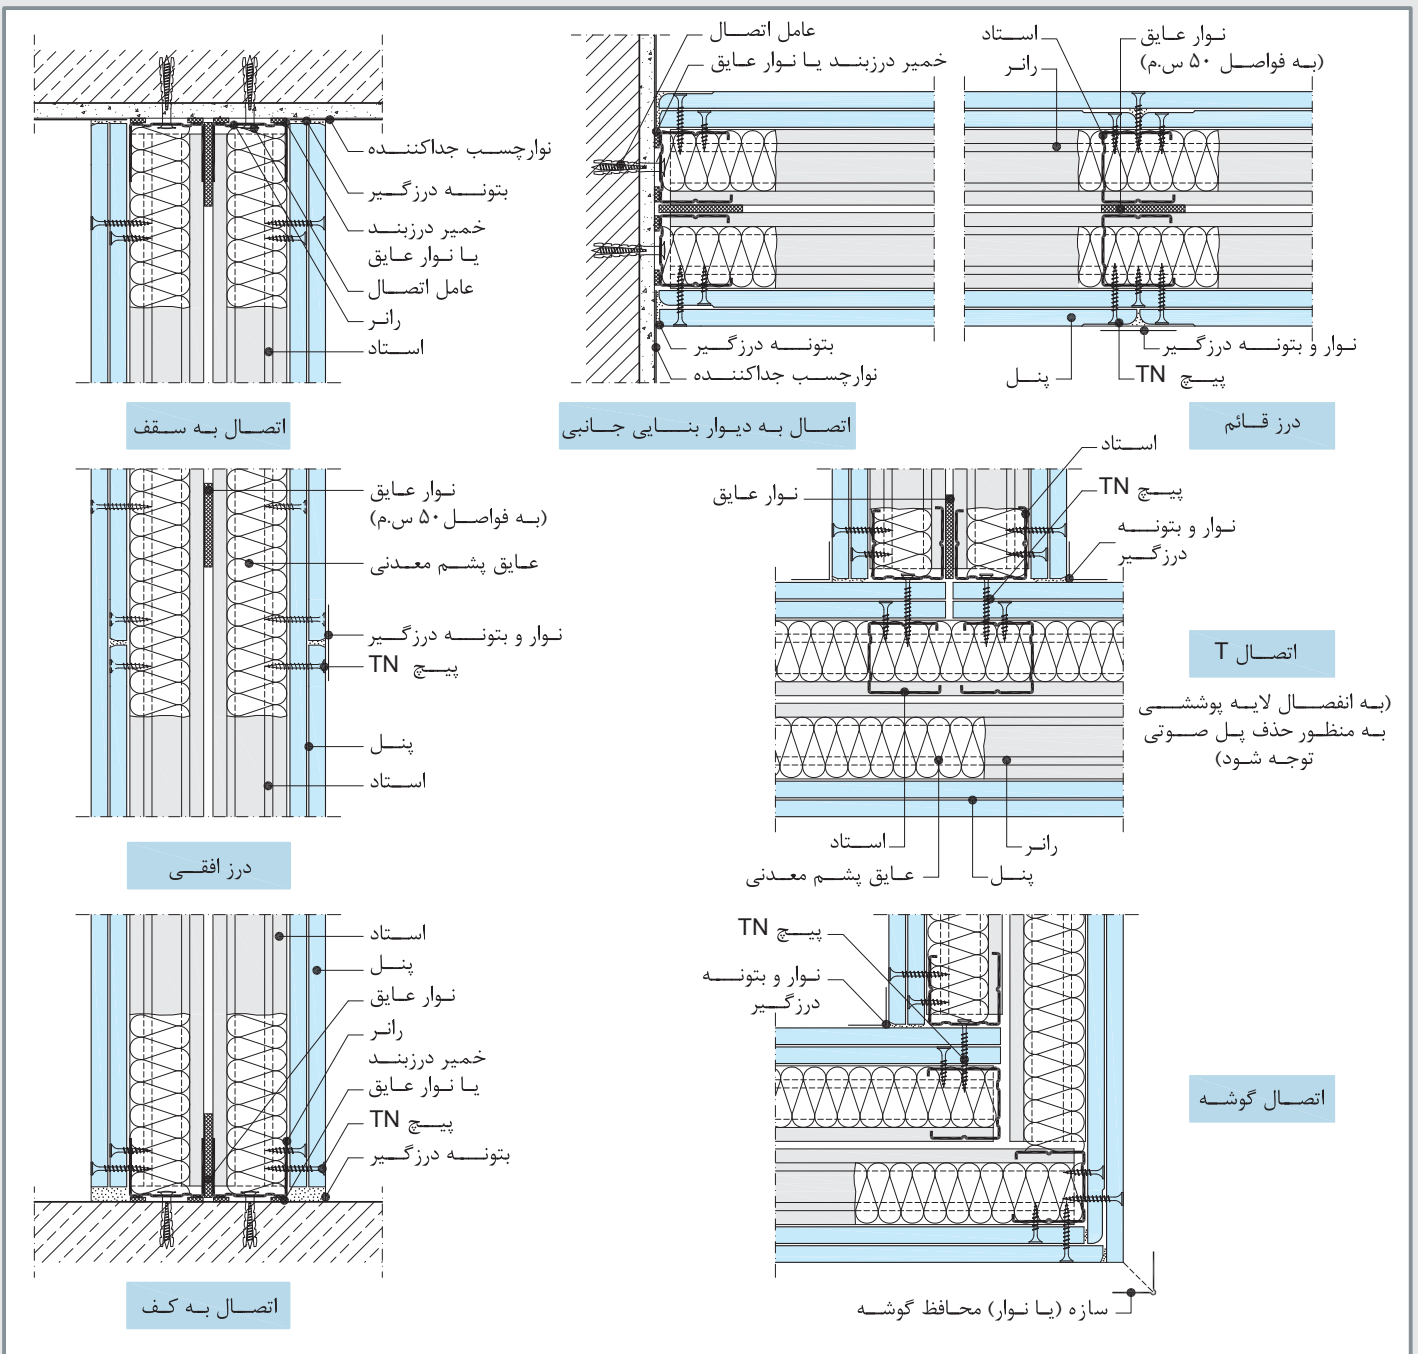 عامل اتصال
خمیر درزبند یا نوار عایق
بتونه درزگیر
نوارچسب جداکننده
اتصال به دیوار بنایی جانبی
استاد
رانر
نوار عایق
(به فواصل ۵۰ س.م)
نوار و بتونه درزگیر
پیچ TN
پنل
درز قائم
نوارچسب جداکننده
بتونه درزگیر
خمیر درزبند
یا نوار عایق
عامل اتصال
رانر
استاد
اتصال به سقف
نوار عایق
(به فواصل ۵۰ س.م)
عایق پشم معدنی
نوار و بتونه درزگیر
پیچ TN
پنل
استاد
درز افقی
استاد
پیچ TN
نوار عایق
نوار و بتونه
درزگیر
اتصال T
(به انفصال لایه پوششی
به منظور حذف پل صوتی
توجه شود)
استاد
رانر
عایق پشم معدنی
پنل
استاد
پنل
نوار عایق
رانر
خمیر درزبند
یا نوار عایق
پیچ TN
بتونه درزگیر
اتصال به کف
پیچ TN
نوار و بتونه
درزگیر
اتصال گوشه
سازه (یا نوار) محافظ گوشه